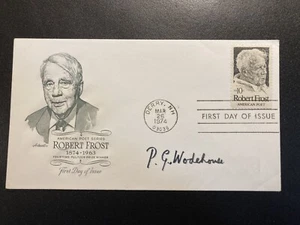 AMERICAN POET SERIES
ROBERT FROST
1874-1963
First Day of Issue
DERRY, NH
MAR
26
1974
03038
10c
Robert Frost
AMERICAN POET
FIRST DAY OF ISSUE
P. G. Wodehouse